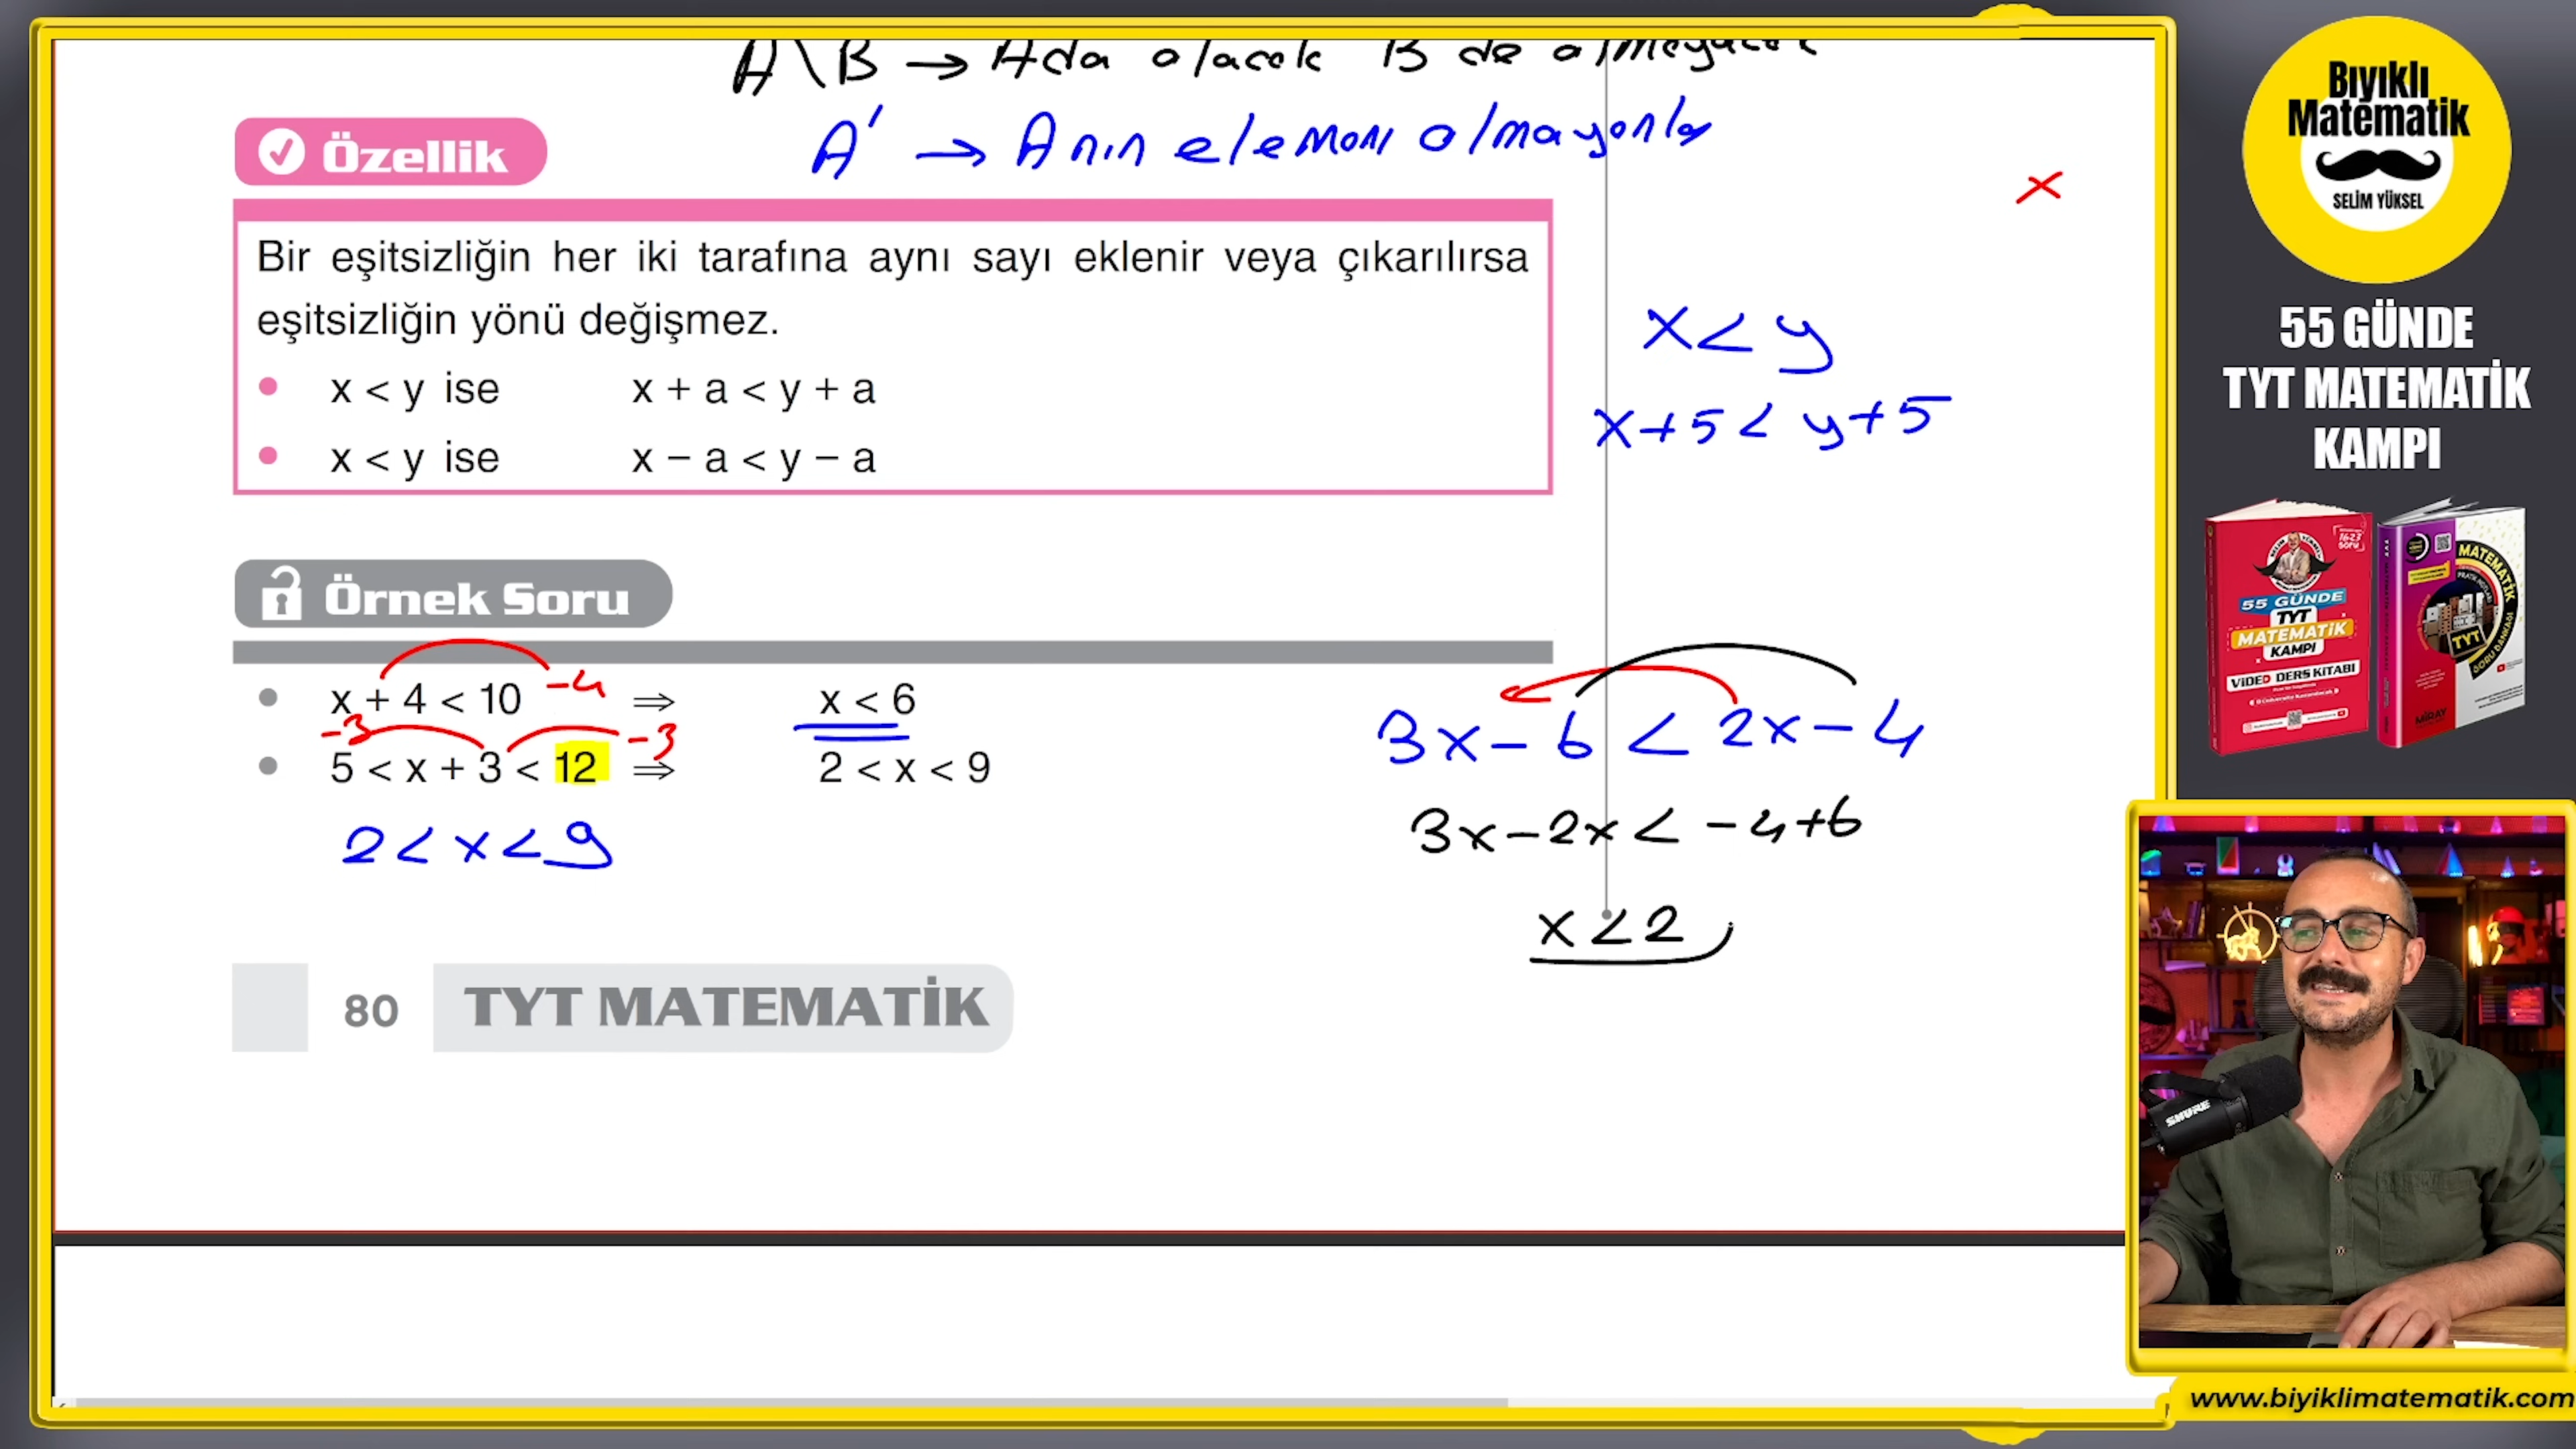 A \ B → A da olacak B de olmayacak
A' → A nın elemanı olmayanlar
Özellik
x
Bir eşitsizliğin her iki tarafına aynı sayı eklenir veya çıkarılırsa
eşitsizliğin yönü değişmez.
• x < y ise x + a < y + a
• x < y ise x − a < y − a
x < y
x+5 < y+5
Örnek Soru
-4
• x + 4 < 10 ⇒ x < 6
-3 -3
• 5 < x + 3 < 12 ⇒ 2 < x < 9
2 < x < 9
3x − 6 < 2x − 4
3x − 2x < −4+6
x < 2
80 TYT MATEMATİK
Bıyıklı
Matematik
SELİM YÜKSEL
55 GÜNDE
TYT MATEMATİK
KAMPI
55 GÜNDE
TYT
MATEMATİK
KAMPI
VİDEO DERS KİTABI
MATEMATİK
TYT
SORU BANKASI
MİRAY
SHURE
www.biyiklimatematik.com